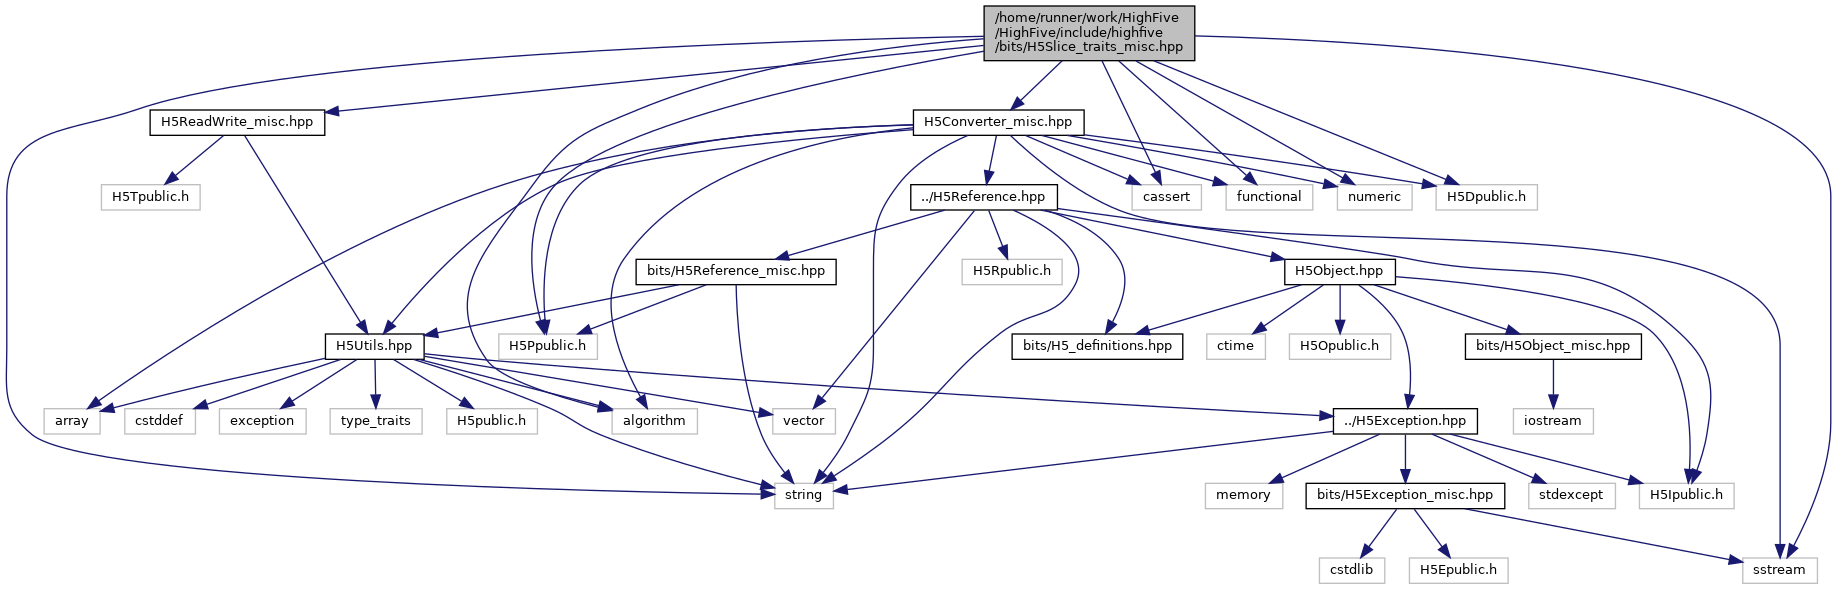 /home/runner/work/HighFive
/HighFive/include/highfive
/bits/H5Slice_traits_misc.hpp
H5ReadWrite_misc.hpp
H5Converter_misc.hpp
H5Tpublic.h
../H5Reference.hpp
cassert
functional
numeric
H5Dpublic.h
bits/H5Reference_misc.hpp
H5Rpublic.h
H5Object.hpp
H5Utils.hpp
H5Ppublic.h
bits/H5_definitions.hpp
ctime
H5Opublic.h
bits/H5Object_misc.hpp
array
cstddef
exception
type_traits
H5public.h
algorithm
vector
../H5Exception.hpp
iostream
string
memory
bits/H5Exception_misc.hpp
stdexcept
H5Ipublic.h
cstdlib
H5Epublic.h
sstream